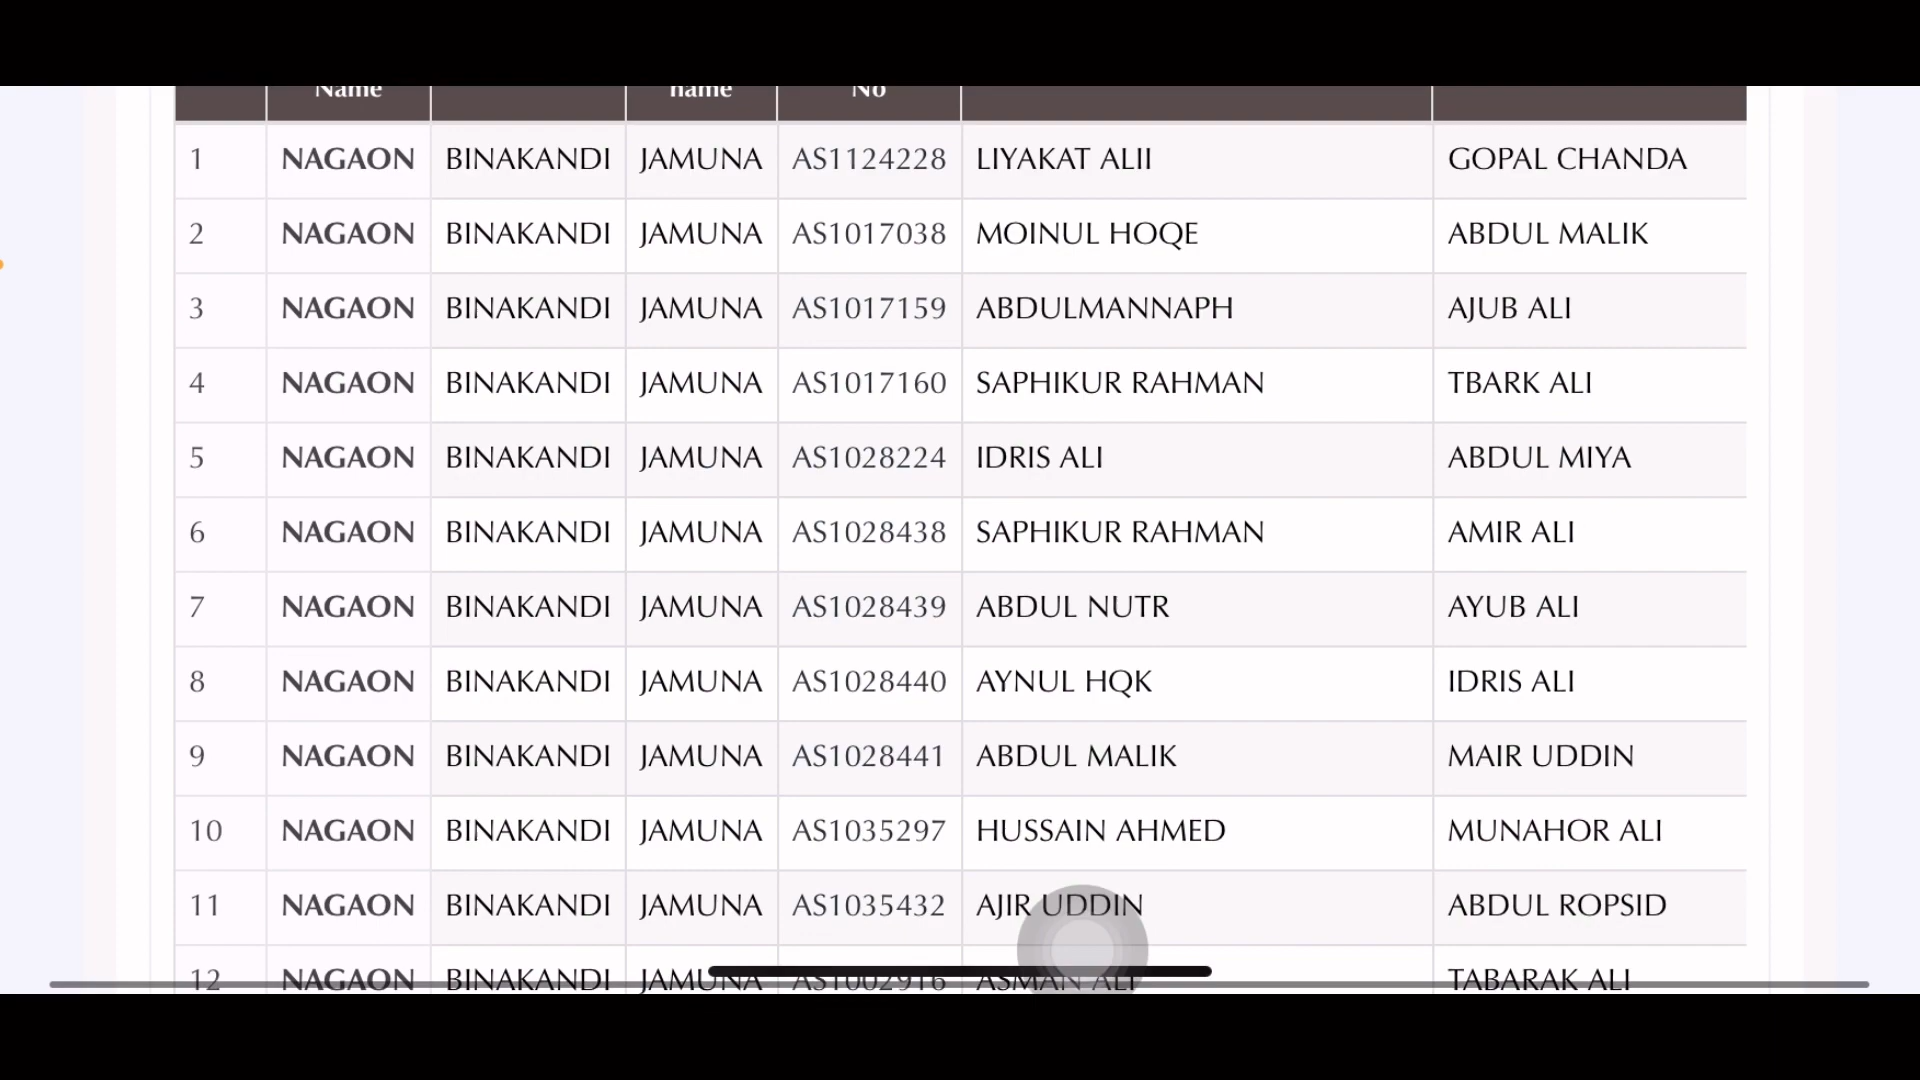 Name name No
1 NAGAON BINAKANDI JAMUNA AS1124228 LIYAKAT ALII GOPAL CHANDA
2 NAGAON BINAKANDI JAMUNA AS1017038 MOINUL HOQE ABDUL MALIK
3 NAGAON BINAKANDI JAMUNA AS1017159 ABDULMANNAPH AJUB ALI
4 NAGAON BINAKANDI JAMUNA AS1017160 SAPHIKUR RAHMAN TBARK ALI
5 NAGAON BINAKANDI JAMUNA AS1028224 IDRIS ALI ABDUL MIYA
6 NAGAON BINAKANDI JAMUNA AS1028438 SAPHIKUR RAHMAN AMIR ALI
7 NAGAON BINAKANDI JAMUNA AS1028439 ABDUL NUTR AYUB ALI
8 NAGAON BINAKANDI JAMUNA AS1028440 AYNUL HQK IDRIS ALI
9 NAGAON BINAKANDI JAMUNA AS1028441 ABDUL MALIK MAIR UDDIN
10 NAGAON BINAKANDI JAMUNA AS1035297 HUSSAIN AHMED MUNAHOR ALI
11 NAGAON BINAKANDI JAMUNA AS1035432 AJIR UDDIN ABDUL ROPSID
12 NAGAON BINAKANDI JAMUNA AS1002916 ASMAN ALI TABARAK ALI